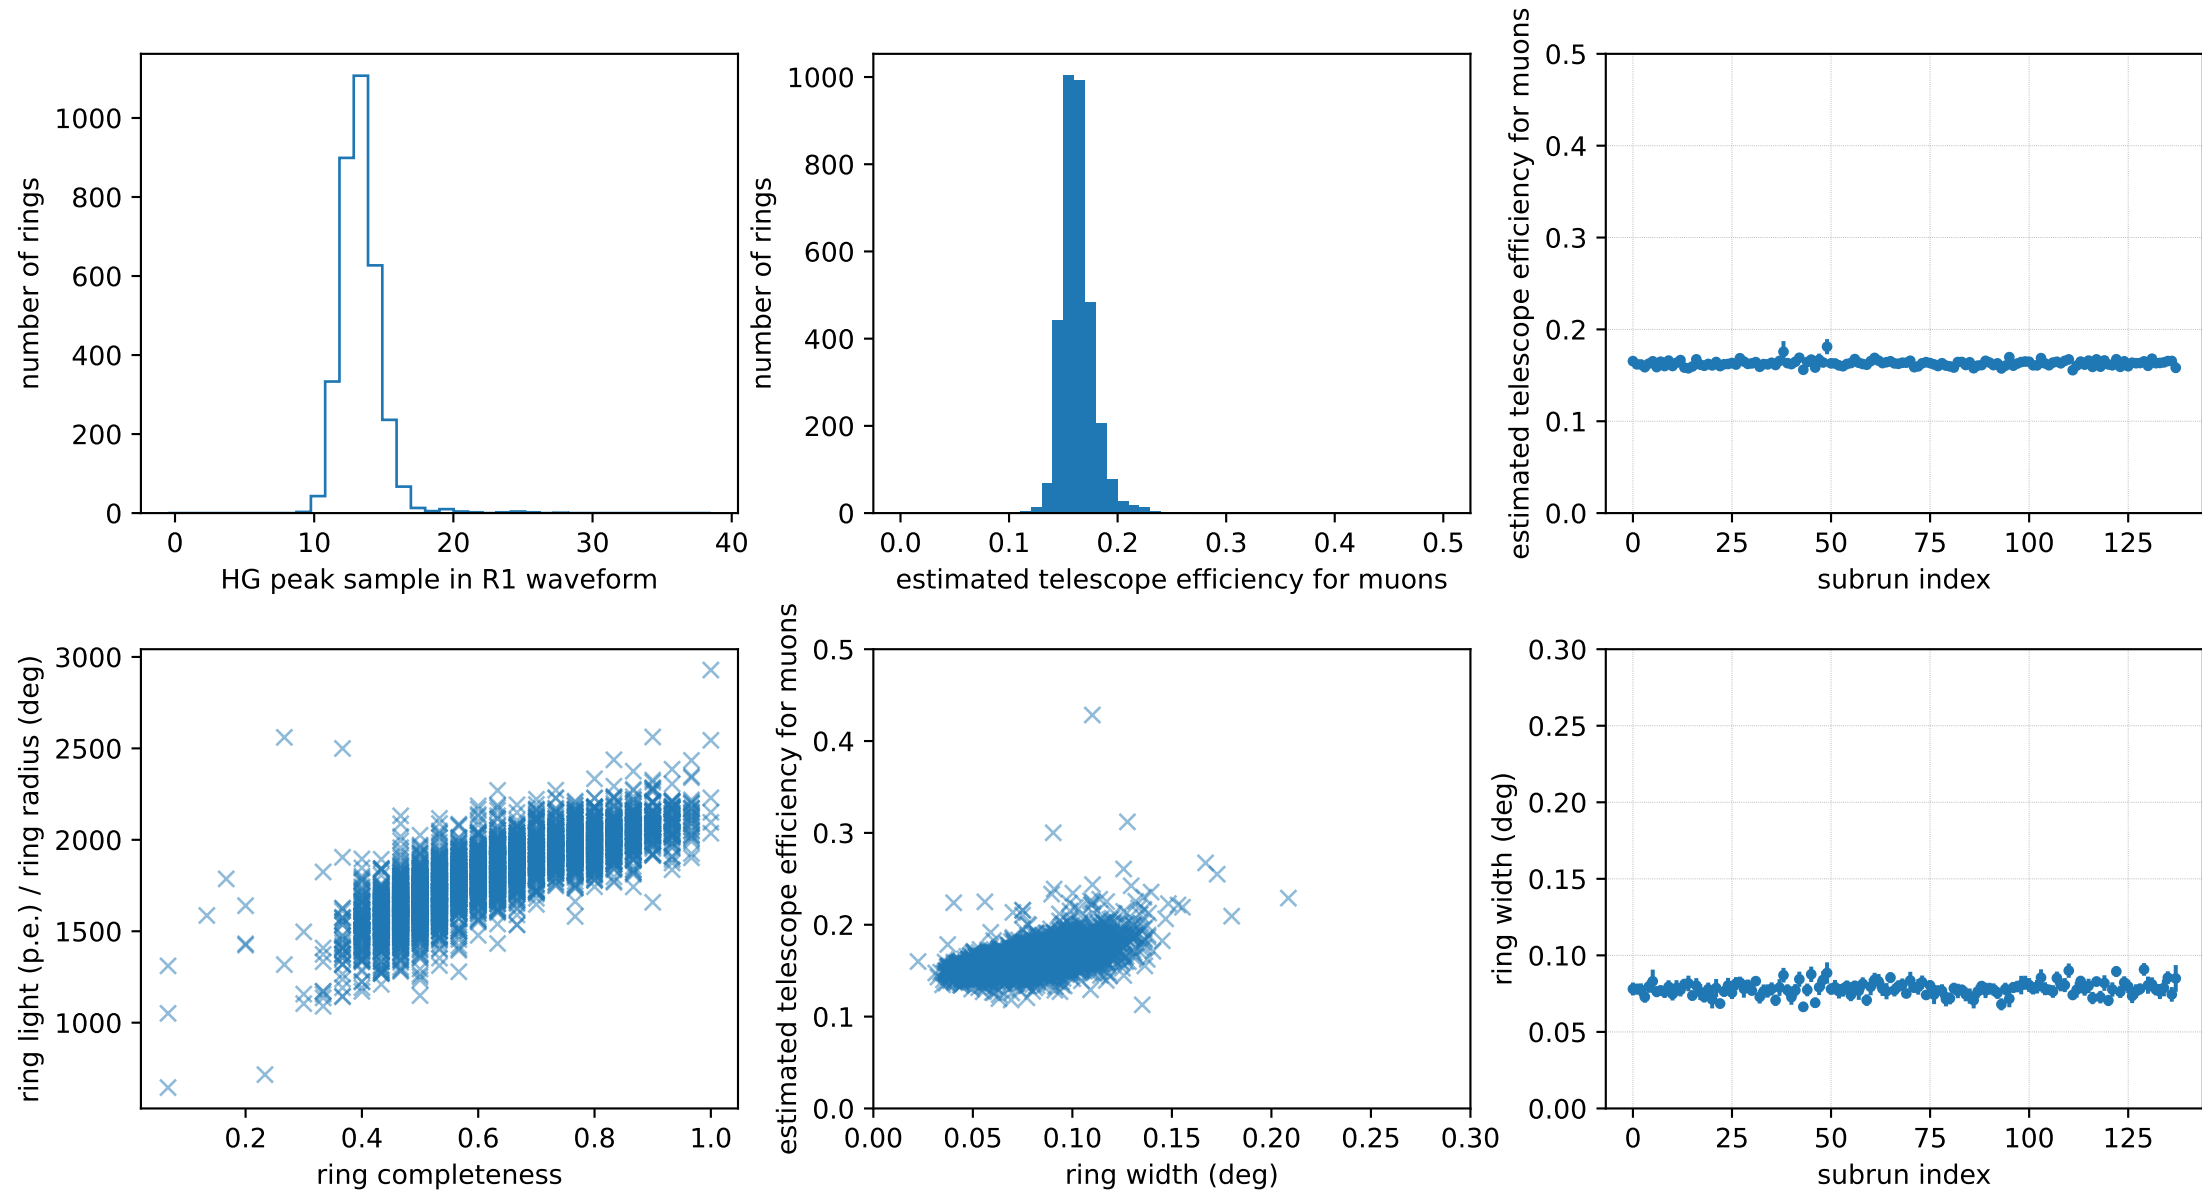 number of rings
1000
800
600
400
200
0
0 10 20 30 40
HG peak sample in R1 waveform
number of rings
1000
800
600
400
200
0
0.0 0.1 0.2 0.3 0.4 0.5
estimated telescope efficiency for muons
estimated telescope efficiency for muons
0.5
0.4
0.3
0.2
0.1
0.0
0 25 50 75 100 125
subrun index
ring light (p.e.) / ring radius (deg)
3000
2500
2000
1500
1000
0.2 0.4 0.6 0.8 1.0
ring completeness
estimated telescope efficiency for muons
0.5
0.4
0.3
0.2
0.1
0.0
0.00 0.05 0.10 0.15 0.20 0.25 0.30
ring width (deg)
ring width (deg)
0.30
0.25
0.20
0.15
0.10
0.05
0.00
0 25 50 75 100 125
subrun index